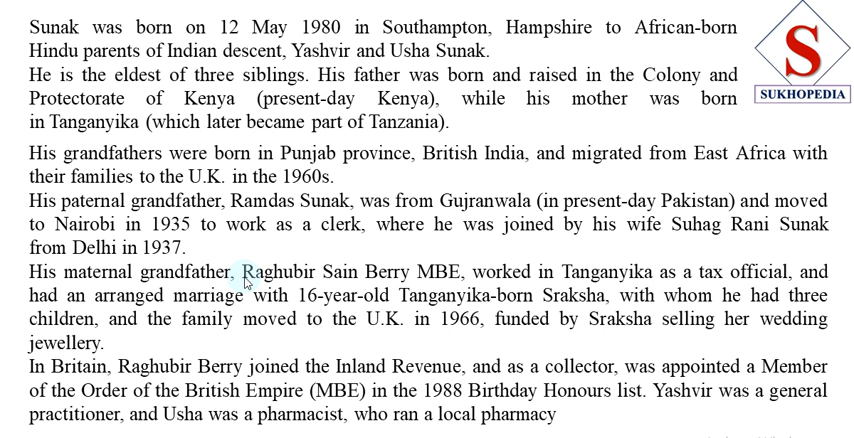 Sunak was born on 12 May 1980 in Southampton, Hampshire to African-born
Hindu parents of Indian descent, Yashvir and Usha Sunak.
He is the eldest of three siblings. His father was born and raised in the Colony and
Protectorate of Kenya (present-day Kenya), while his mother was born
in Tanganyika (which later became part of Tanzania).
S
SUKHOPEDIA
His grandfathers were born in Punjab province, British India, and migrated from East Africa with
their families to the U.K. in the 1960s.
His paternal grandfather, Ramdas Sunak, was from Gujranwala (in present-day Pakistan) and moved
to Nairobi in 1935 to work as a clerk, where he was joined by his wife Suhag Rani Sunak
from Delhi in 1937.
His maternal grandfather, Raghubir Sain Berry MBE, worked in Tanganyika as a tax official, and
had an arranged marriage with 16-year-old Tanganyika-born Sraksha, with whom he had three
children, and the family moved to the U.K. in 1966, funded by Sraksha selling her wedding
jewellery.
In Britain, Raghubir Berry joined the Inland Revenue, and as a collector, was appointed a Member
of the Order of the British Empire (MBE) in the 1988 Birthday Honours list. Yashvir was a general
practitioner, and Usha was a pharmacist, who ran a local pharmacy